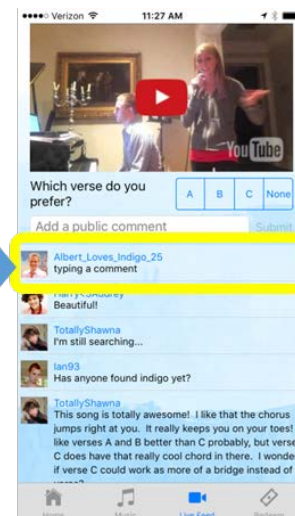 Verizon 11:27 AM
YouTube
Which verse do you
prefer?
A B C None
Add a public comment Submit
Albert_Loves_Indigo_25
typing a comment
Beautiful!
TotallyShawna
I'm still searching...
Ian93
Has anyone found indigo yet?
TotallyShawna
This song is totally awesome! I like that the chorus
jumps right at you. It really keeps you on your toes! I
like verses A and B better than C probably, but verse
C does have that really cool chord in there. I wonder
if verse C could work as more of a bridge instead of a
Home Music Live Feed Redeem